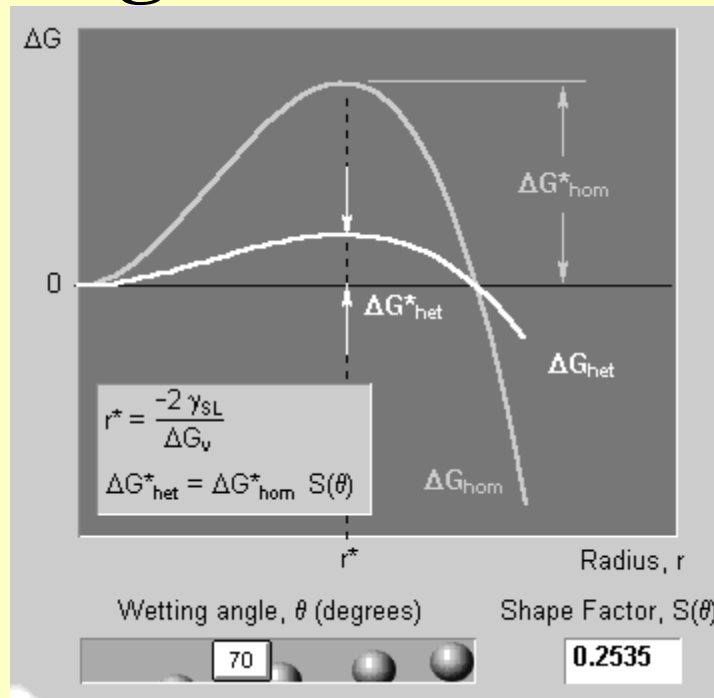 ΔG
ΔG*hom
0
ΔG*het
ΔGhet
r* = -2 γSL / ΔGv
ΔG*het = ΔG*hom S(θ)
ΔGhom
r*
Radius, r
Wetting angle, θ (degrees)
Shape Factor, S(θ)
70
0.2535